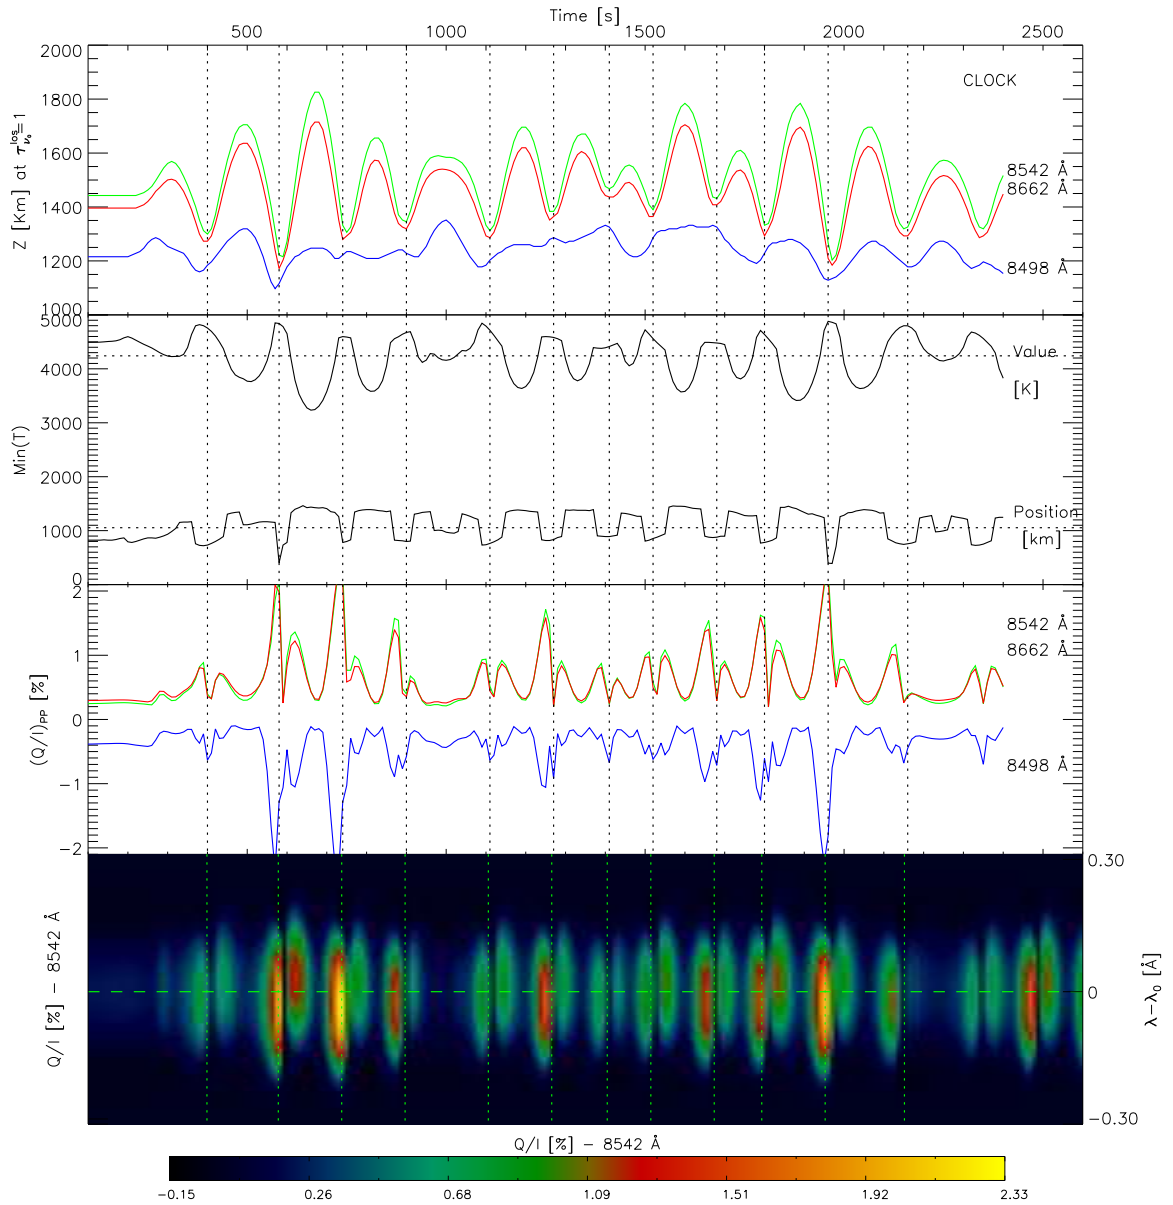 Time [s]
500 1000 1500 2000 2500
2000
1800
1600
1400
1200
1000
Z [Km] at τ^{los}_{ν₀}=1
CLOCK
8542 Å
8662 Å
8498 Å
5000
4000
3000
2000
1000
0
Min(T)
Value
[K]
Position
[km]
2
1
0
−1
−2
(Q/I)PP [%]
8542 Å
8662 Å
8498 Å
Q/I [%] − 8542 Å
0.30
0
−0.30
λ−λ₀ [Å]
Q/I [%] − 8542 Å
−0.15 0.26 0.68 1.09 1.51 1.92 2.33